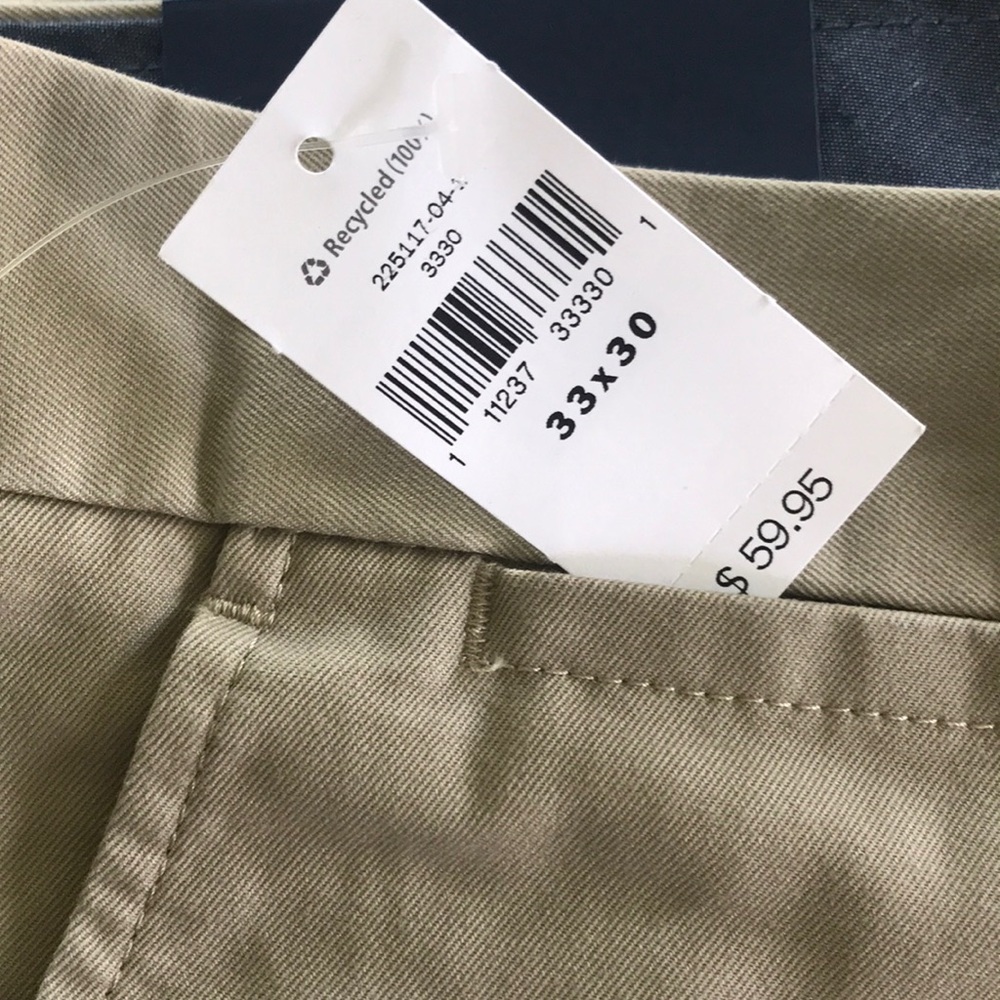 Recycled (100%)
225117-04-1
3330
1 11237 33330 1
33x30
$ 59.95